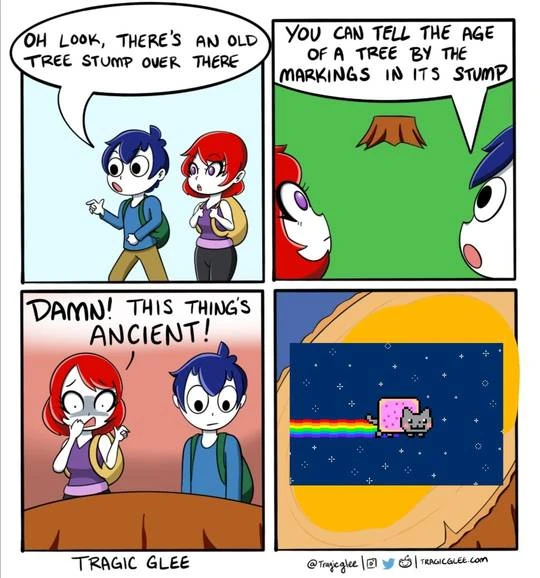 OH LOOK, THERE'S AN OLD
TREE STUMP OVER THERE
YOU CAN TELL THE AGE
OF A TREE BY THE
MARKINGS IN ITS STUMP
DAMN! THIS THING'S
ANCIENT!
TRAGIC GLEE
@Tragicglee | | TRAGICGLEE.COM